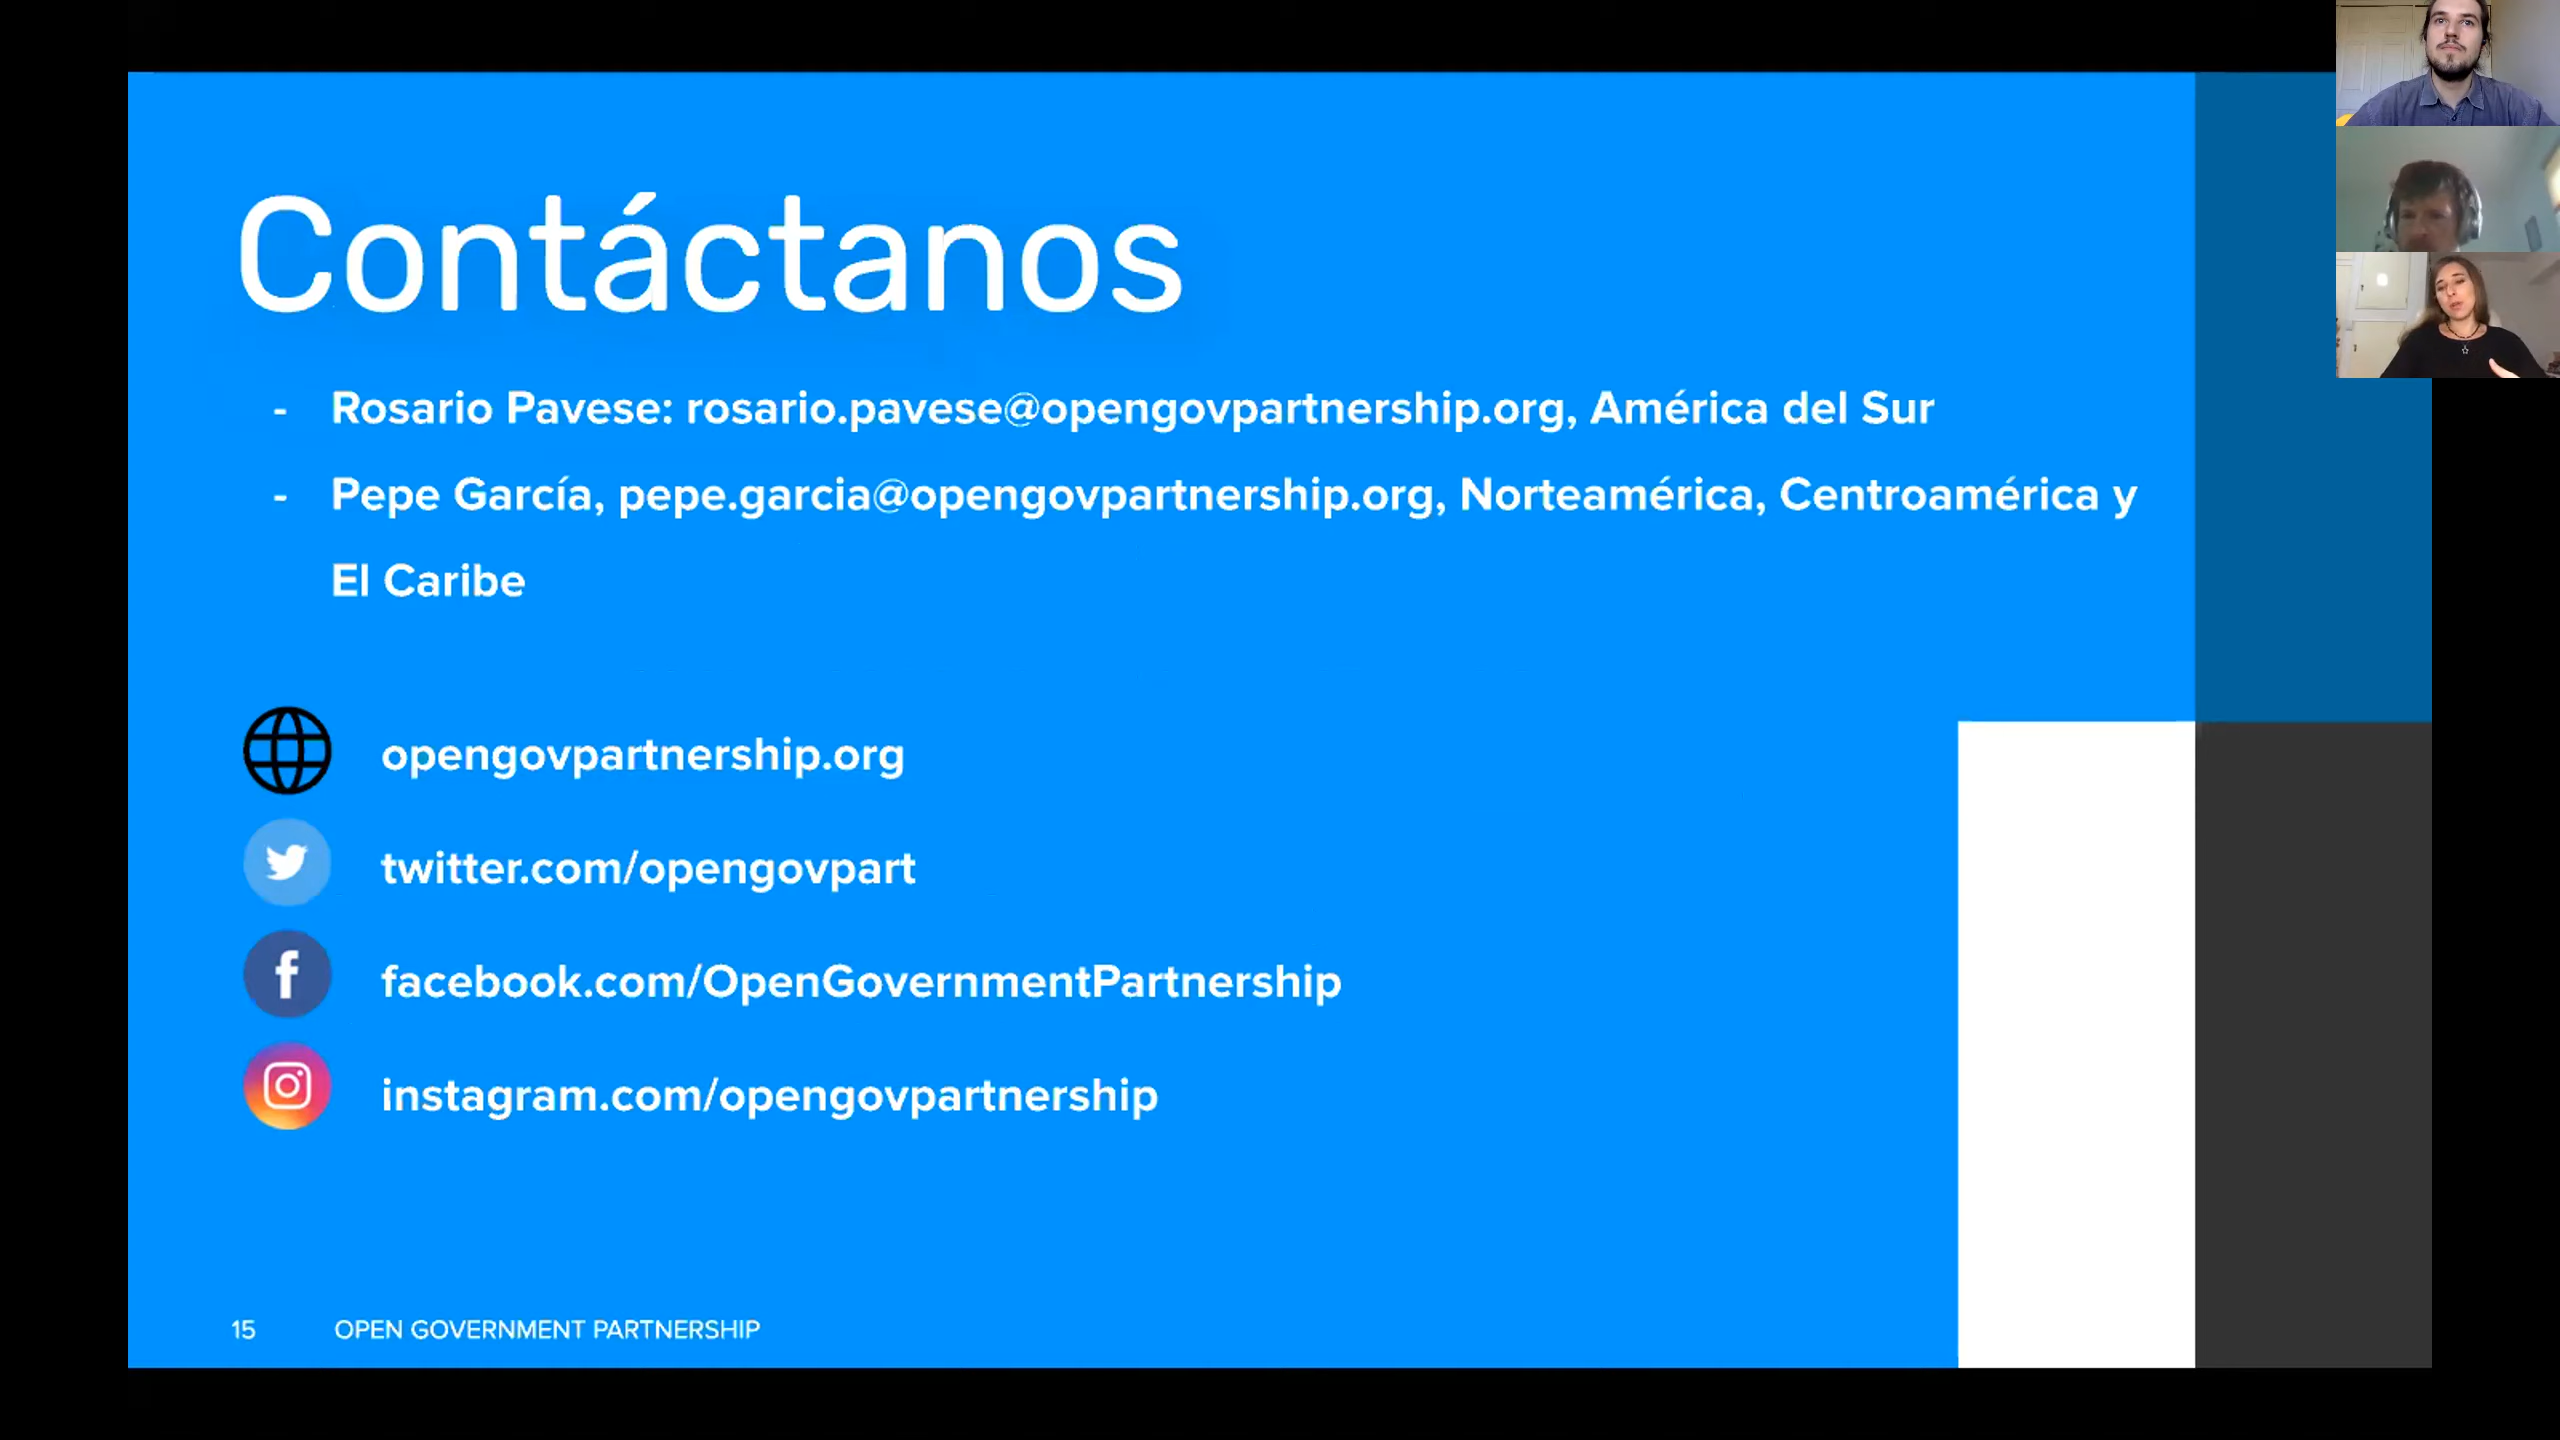 Contáctanos
- Rosario Pavese: rosario.pavese@opengovpartnership.org, América del Sur
- Pepe García, pepe.garcia@opengovpartnership.org, Norteamérica, Centroamérica y
El Caribe
opengovpartnership.org
twitter.com/opengovpart
facebook.com/OpenGovernmentPartnership
instagram.com/opengovpartnership
15 OPEN GOVERNMENT PARTNERSHIP